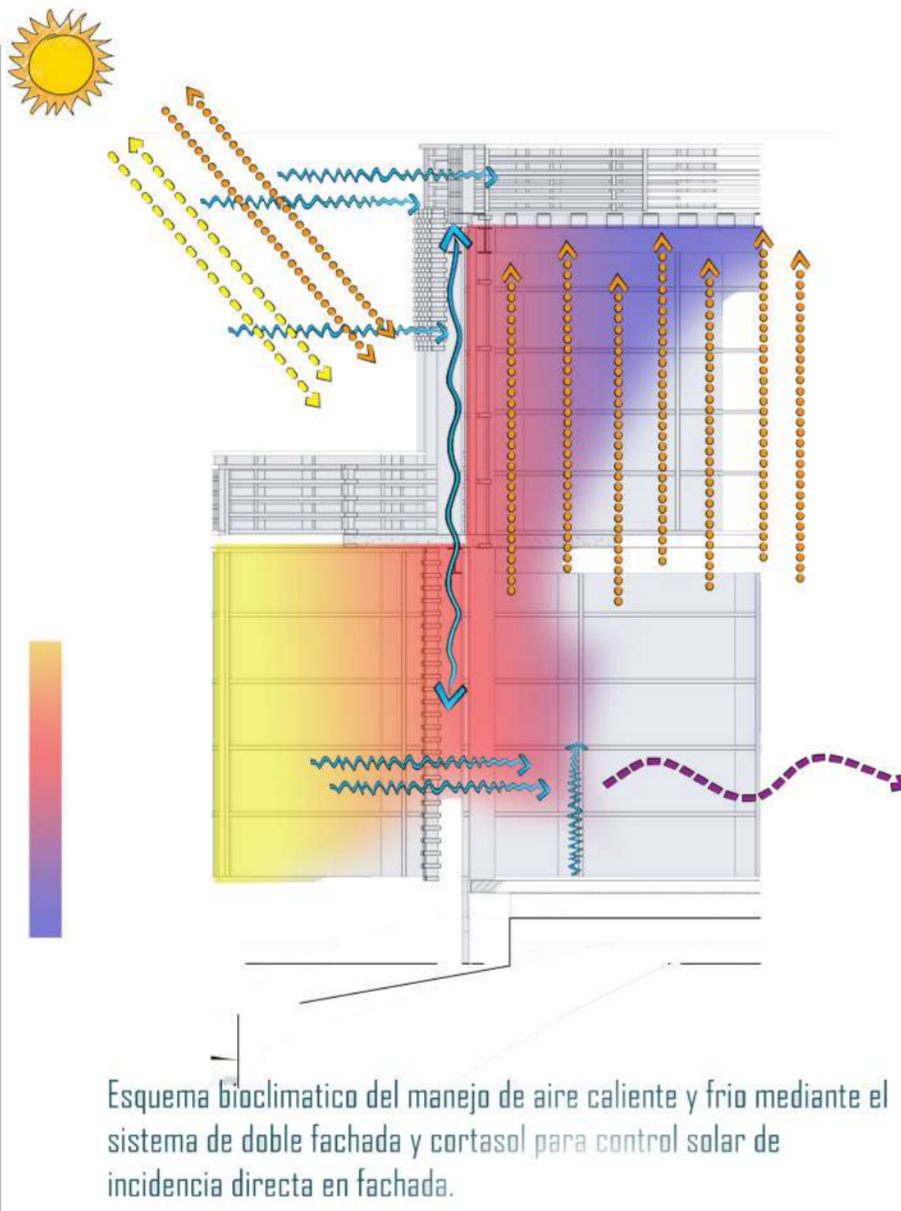 Esquema bioclimatico del manejo de aire caliente y frio mediante el
sistema de doble fachada y cortasol para control solar de
incidencia directa en fachada.